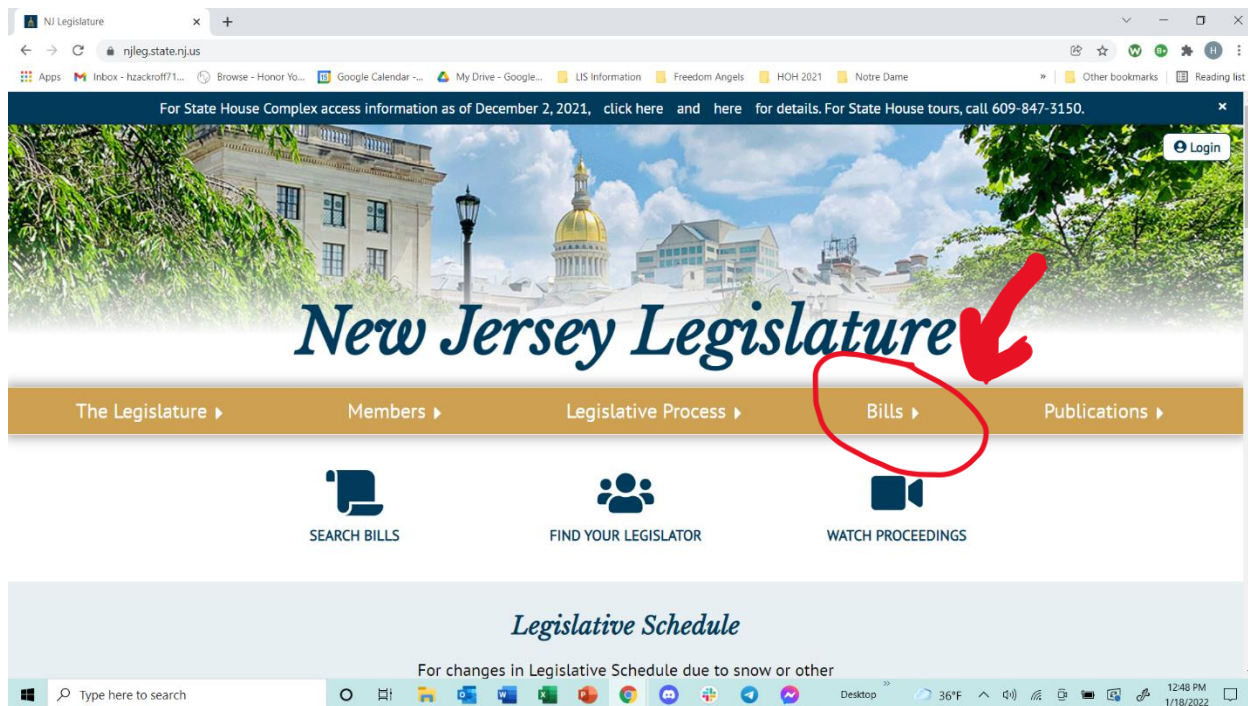 NJ Legislature
njleg.state.nj.us
Apps Inbox - hzackroff71... Browse - Honor Yo... Google Calendar -... My Drive - Google... LIS Information Freedom Angels HOH 2021 Notre Dame » Other bookmarks Reading list
For State House Complex access information as of December 2, 2021, click here and here for details. For State House tours, call 609-847-3150.
Login
New Jersey Legislature
The Legislature Members Legislative Process Bills Publications
SEARCH BILLS FIND YOUR LEGISLATOR WATCH PROCEEDINGS
Legislative Schedule
For changes in Legislative Schedule due to snow or other
Type here to search Desktop » 36°F 12:48 PM
1/18/2022